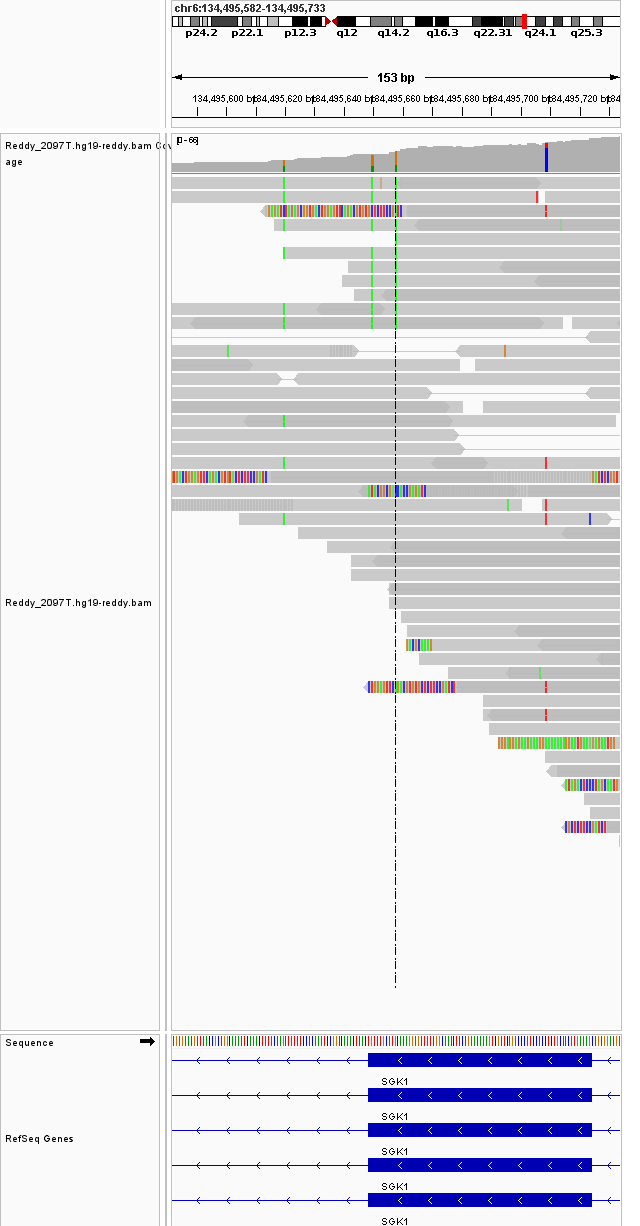 chr6:134,495,582-134,495,733
p24.2 p22.1 p12.3 q12 q14.2 q16.3 q22.31 q24.1 q25.3
153 bp
134,495,600 bp 134,495,620 bp 134,495,640 bp 134,495,660 bp 134,495,680 bp 134,495,700 bp 134,495,720 bp
Reddy_2097T.hg19-reddy.bam Cov
age
[0-66]
Reddy_2097T.hg19-reddy.bam
Sequence
SGK1
SGK1
RefSeq Genes
SGK1
SGK1
SGK1